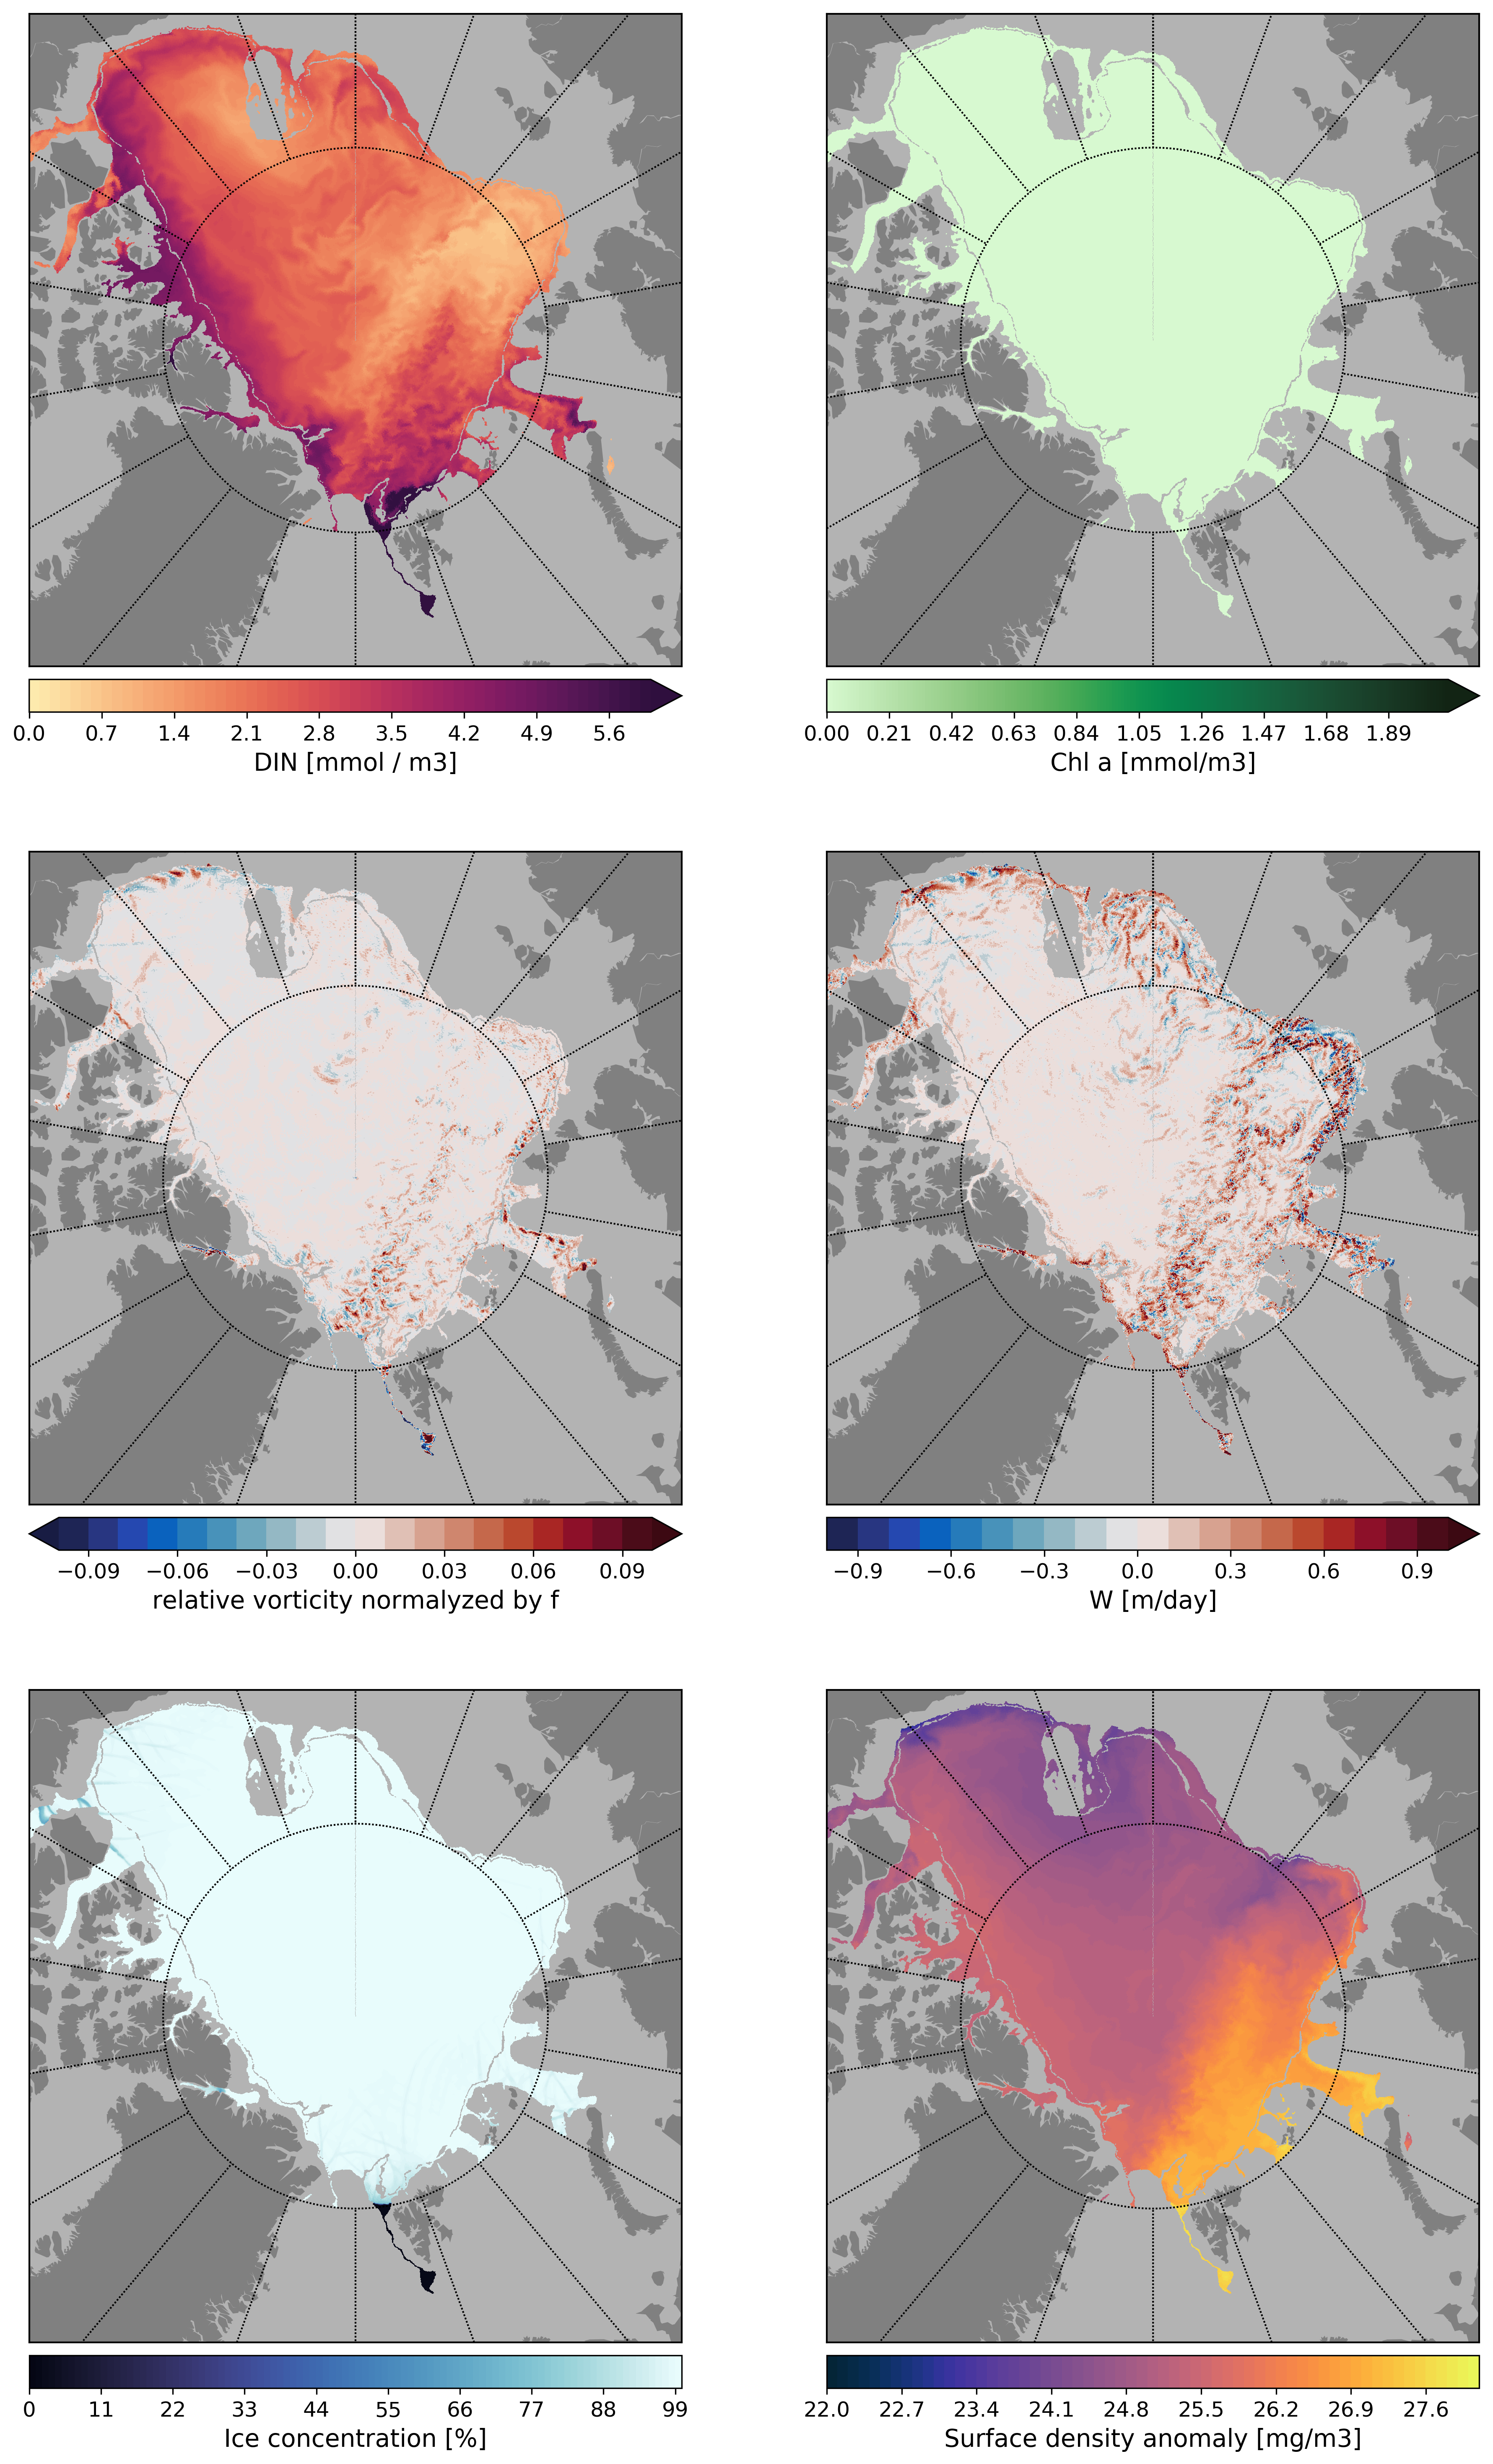 0.0 0.7 1.4 2.1 2.8 3.5 4.2 4.9 5.6
DIN [mmol / m3]
0.00 0.21 0.42 0.63 0.84 1.05 1.26 1.47 1.68 1.89
Chl a [mmol/m3]
−0.09 −0.06 −0.03 0.00 0.03 0.06 0.09
relative vorticity normalyzed by f
−0.9 −0.6 −0.3 0.0 0.3 0.6 0.9
W [m/day]
0 11 22 33 44 55 66 77 88 99
Ice concentration [%]
22.0 22.7 23.4 24.1 24.8 25.5 26.2 26.9 27.6
Surface density anomaly [mg/m3]